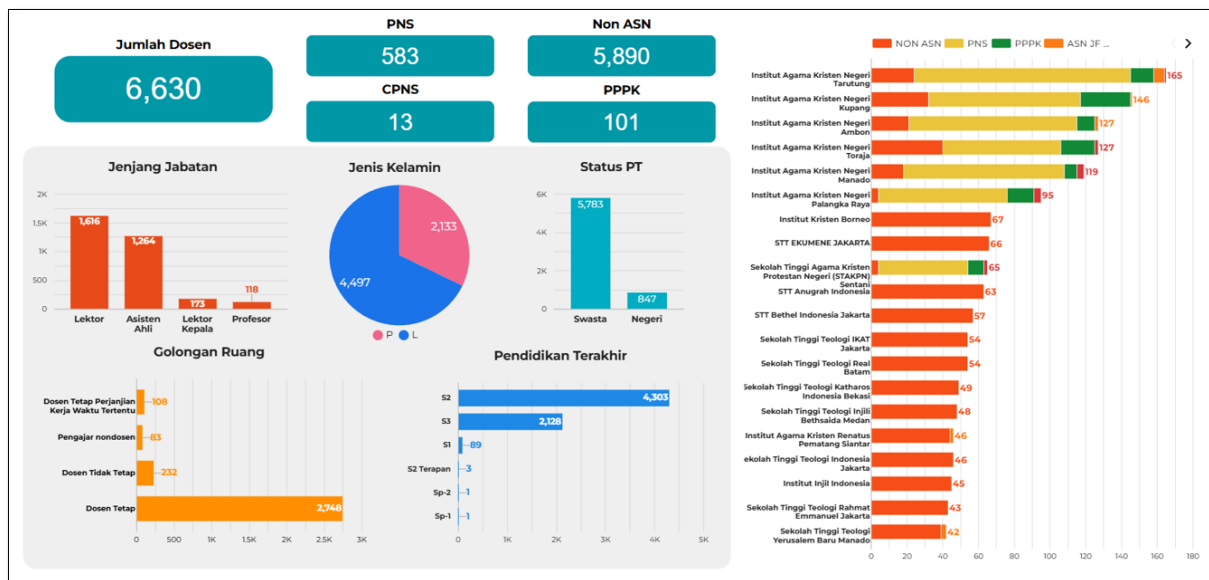 Jumlah Dosen
6,630
PNS
583
Non ASN
5,890
CPNS
13
PPPK
101
Jenjang Jabatan
2K
1.5K
1K
500
0
1,616
1,264
173
118
Lektor
Asisten
Ahli
Lektor
Kepala
Profesor
Jenis Kelamin
2,133
4,497
P L
Status PT
6K
4K
2K
0
5,783
847
Swasta
Negeri
Golongan Ruang
Dosen Tetap Perjanjian
Kerja Waktu Tertentu
108
Pengajar nondosen
83
Dosen Tidak Tetap
232
Dosen Tetap
2,748
0 500 1K 1.5K 2K 2.5K 3K
Pendidikan Terakhir
S2
4,303
S3
2,128
S1
89
S2 Terapan
3
Sp-2
1
Sp-1
1
0 1K 2K 3K 4K 5K
NON ASN PNS PPPK ASN JF ...
Institut Agama Kristen Negeri
Tarutung
165
Institut Agama Kristen Negeri
Kupang
146
Institut Agama Kristen Negeri
Ambon
127
Institut Agama Kristen Negeri
Toraja
127
Institut Agama Kristen Negeri
Manado
119
Institut Agama Kristen Negeri
Palangka Raya
95
Institut Kristen Borneo
67
STT EKUMENE JAKARTA
66
Sekolah Tinggi Agama Kristen
Protestan Negeri (STAKPN)
Sentani
65
STT Anugrah Indonesia
63
STT Bethel Indonesia Jakarta
57
Sekolah Tinggi Teologi IKAT
Jakarta
54
Sekolah Tinggi Teologi Real
Batam
54
Sekolah Tinggi Teologi Katharos
Indonesia Bekasi
49
Sekolah Tinggi Teologi Injili
Bethsaida Medan
48
Institut Agama Kristen Renatus
Pematang Siantar
46
ekolah Tinggi Teologi Indonesia
Jakarta
46
Institut Injil Indonesia
45
Sekolah Tinggi Teologi Rahmat
Emmanuel Jakarta
43
Sekolah Tinggi Teologi
Yerusalem Baru Manado
42
0 20 40 60 80 100 120 140 160 180